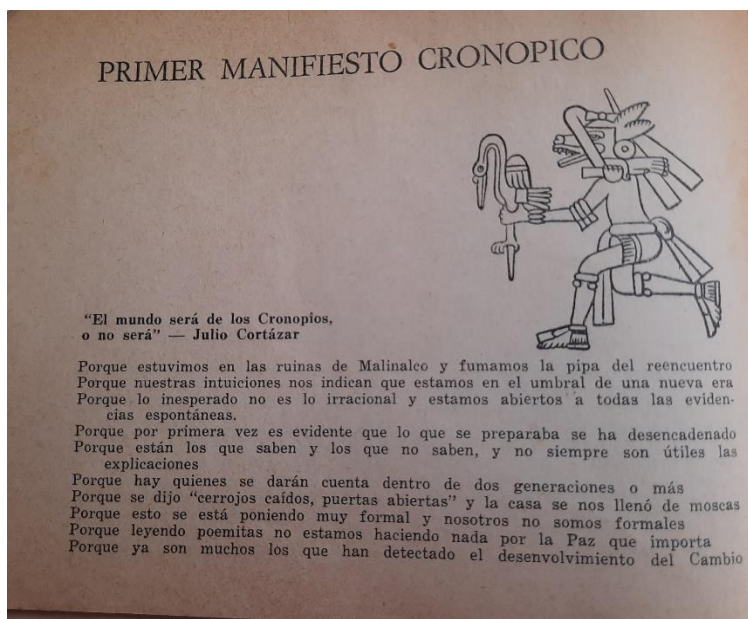 PRIMER MANIFIESTO CRONOPICO
“El mundo será de los Cronopios,
o no será” — Julio Cortázar
Porque estuvimos en las ruinas de Malinalco y fumamos la pipa del reencuentro
Porque nuestras intuiciones nos indican que estamos en el umbral de una nueva era
Porque lo inesperado no es lo irracional y estamos abiertos a todas las eviden-
cias espontáneas.
Porque por primera vez es evidente que lo que se preparaba se ha desencadenado
Porque están los que saben y los que no saben, y no siempre son útiles las
explicaciones
Porque hay quienes se darán cuenta dentro de dos generaciones o más
Porque se dijo “cerrojos caídos, puertas abiertas” y la casa se nos llenó de moscas
Porque esto se está poniendo muy formal y nosotros no somos formales
Porque leyendo poemitas no estamos haciendo nada por la Paz que importa
Porque ya son muchos los que han detectado el desenvolvimiento del Cambio